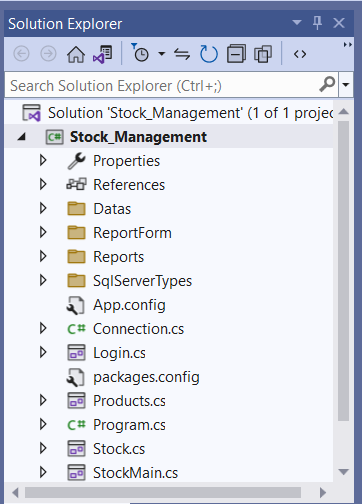 Solution Explorer
Search Solution Explorer (Ctrl+;)
Solution 'Stock_Management' (1 of 1 projec
C# Stock_Management
Properties
References
Datas
ReportForm
Reports
SqlServerTypes
App.config
C# Connection.cs
Login.cs
packages.config
Products.cs
C# Program.cs
Stock.cs
StockMain.cs